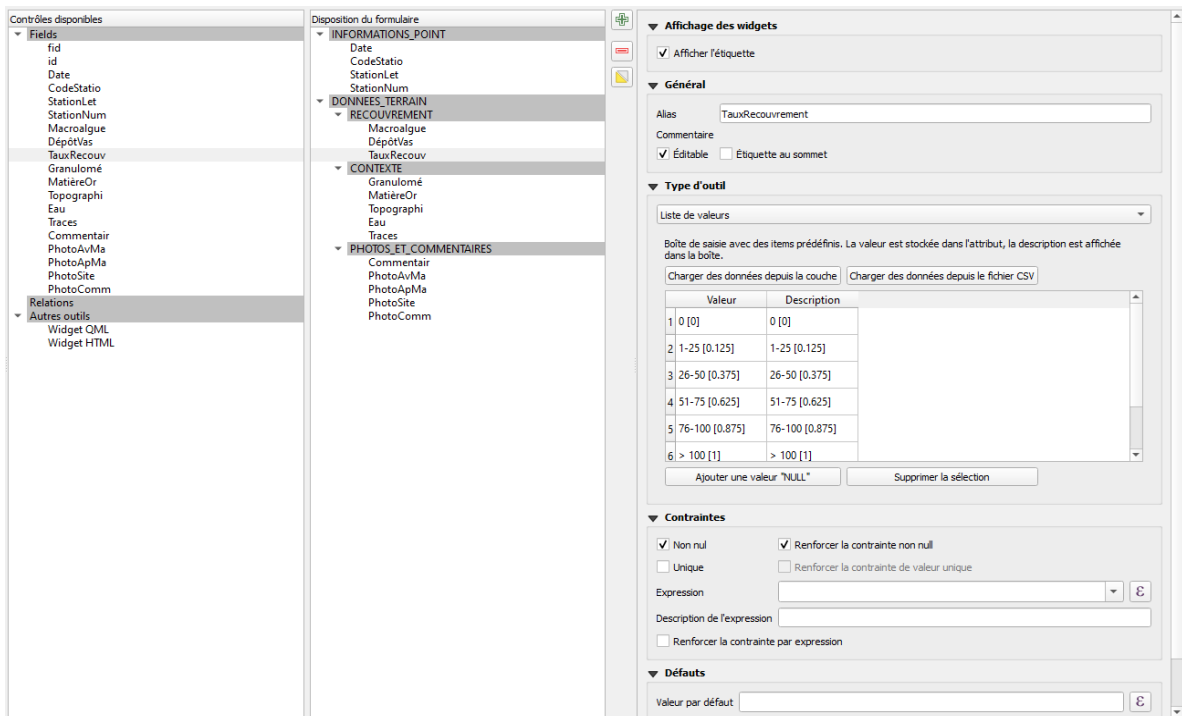 Contrôles disponibles
Fields
fid
id
Date
CodeStatio
StationLet
StationNum
Macroalgue
DépôtVas
TauxRecouv
Granulomé
MatièreOr
Topographi
Eau
Traces
Commentair
PhotoAvMa
PhotoApMa
PhotoSite
PhotoComm
Relations
Autres outils
Widget QML
Widget HTML
Disposition du formulaire
INFORMATIONS_POINT
Date
CodeStatio
StationLet
StationNum
DONNEES_TERRAIN
RECOUVREMENT
Macroalgue
DépôtVas
TauxRecouv
CONTEXTE
Granulomé
MatièreOr
Topographi
Eau
Traces
PHOTOS_ET_COMMENTAIRES
Commentair
PhotoAvMa
PhotoApMa
PhotoSite
PhotoComm
Affichage des widgets
Afficher l'étiquette
Général
Alias TauxRecouvrement
Commentaire
Éditable Étiquette au sommet
Type d'outil
Liste de valeurs
Boîte de saisie avec des items prédéfinis. La valeur est stockée dans l'attribut, la description est affichée
dans la boîte.
Charger des données depuis la couche Charger des données depuis le fichier CSV
Valeur Description
1 0 [0] 0 [0]
2 1-25 [0.125] 1-25 [0.125]
3 26-50 [0.375] 26-50 [0.375]
4 51-75 [0.625] 51-75 [0.625]
5 76-100 [0.875] 76-100 [0.875]
6 > 100 [1] > 100 [1]
Ajouter une valeur "NULL" Supprimer la sélection
Contraintes
Non nul Renforcer la contrainte non null
Unique Renforcer la contrainte de valeur unique
Expression ε
Description de l'expression
Renforcer la contrainte par expression
Défauts
Valeur par défaut ε